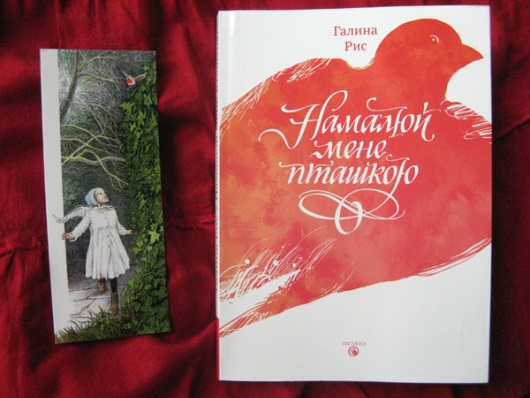 Галина
Рис
Намалюй
мене
пташкою